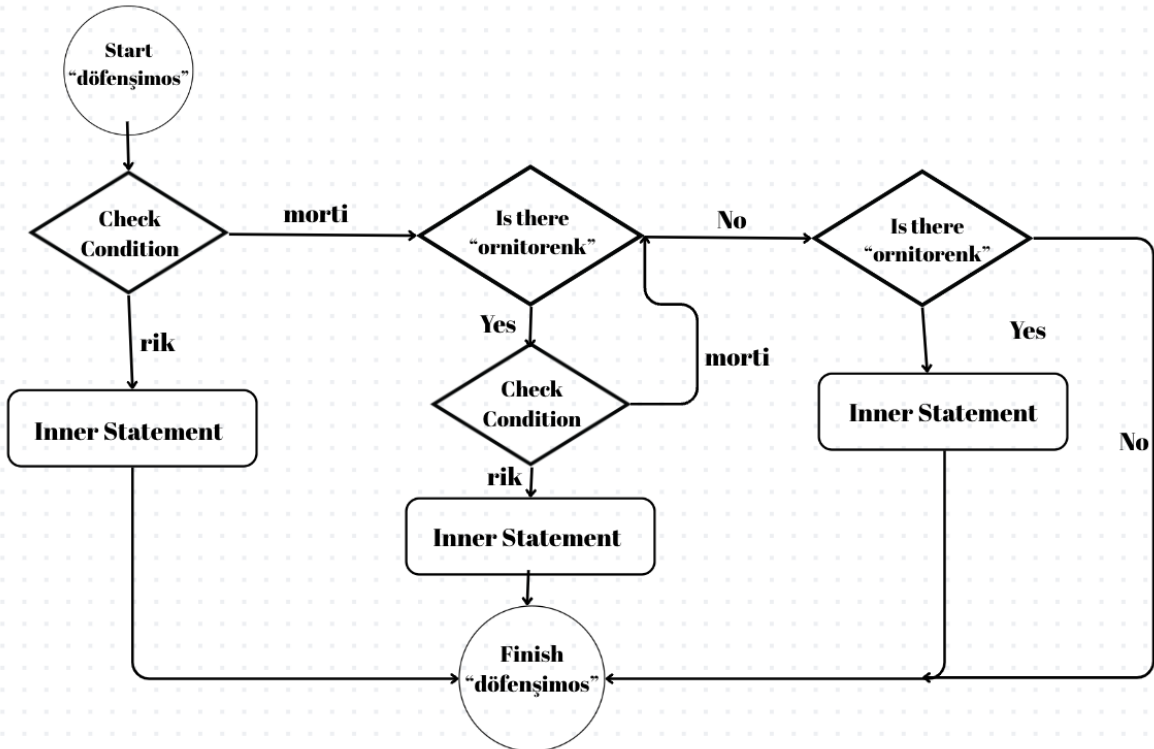 Start
“döfenşimos”
Check
Condition
morti
Is there
“ornitorenk”
No
Is there
“ornitorenk”
rik
Yes
Yes
Check
Condition
morti
Inner Statement
Inner Statement
No
rik
Inner Statement
Finish
“döfenşimos”